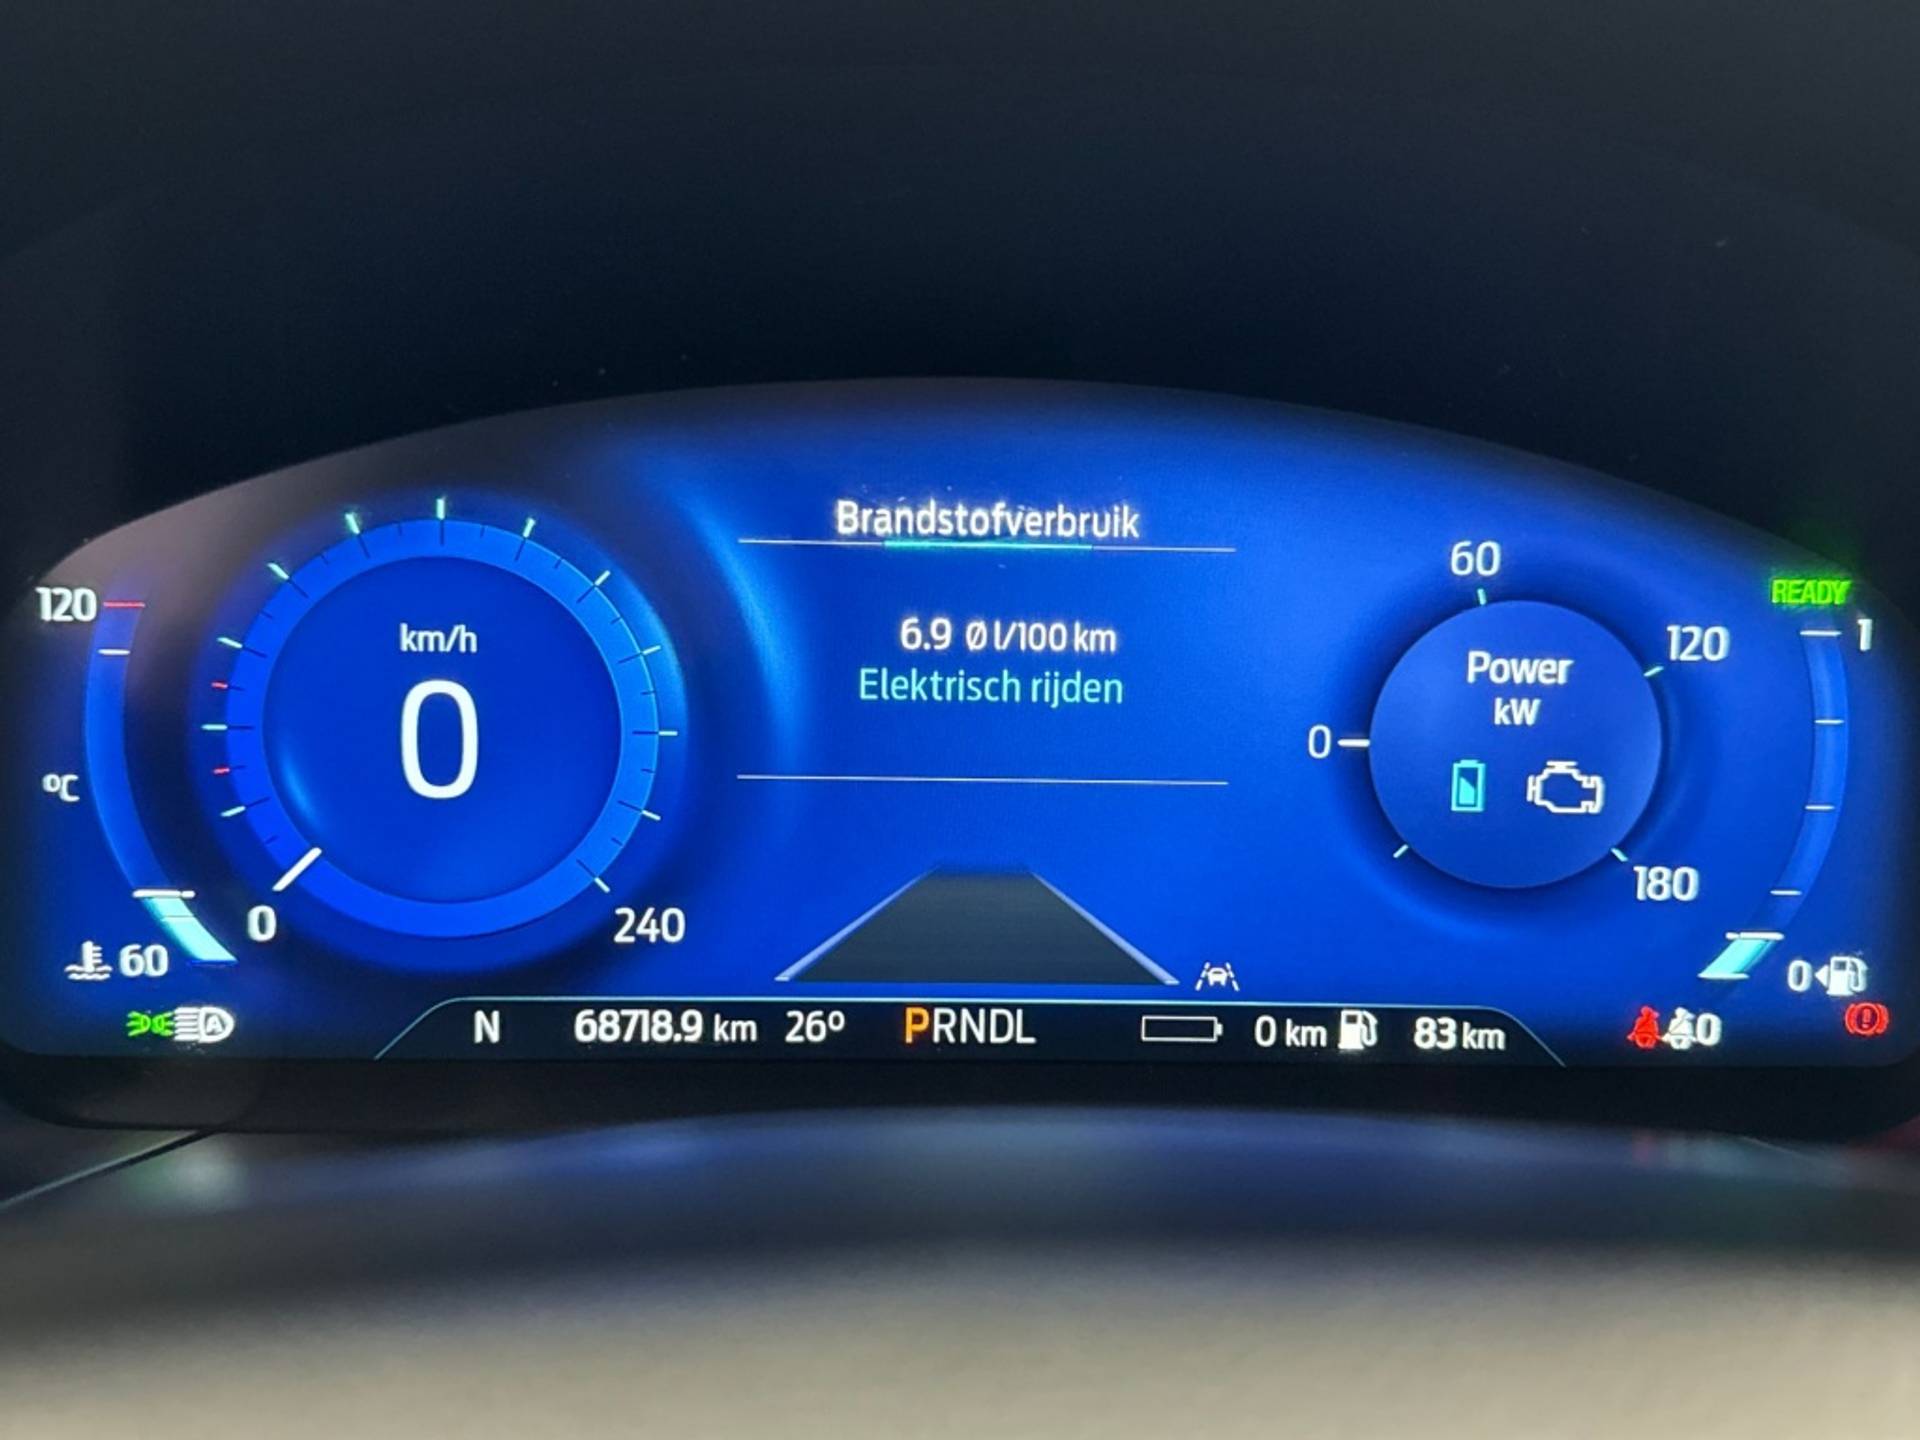 Brandstofverbruik
6.9 Ø l/100 km
Elektrisch rijden
120
°C
60
km/h
0
0
240
60
0
120
Power
kW
180
READY
1
0
N 68718.9 km 26° PRNDL 0 km 83 km
A
0